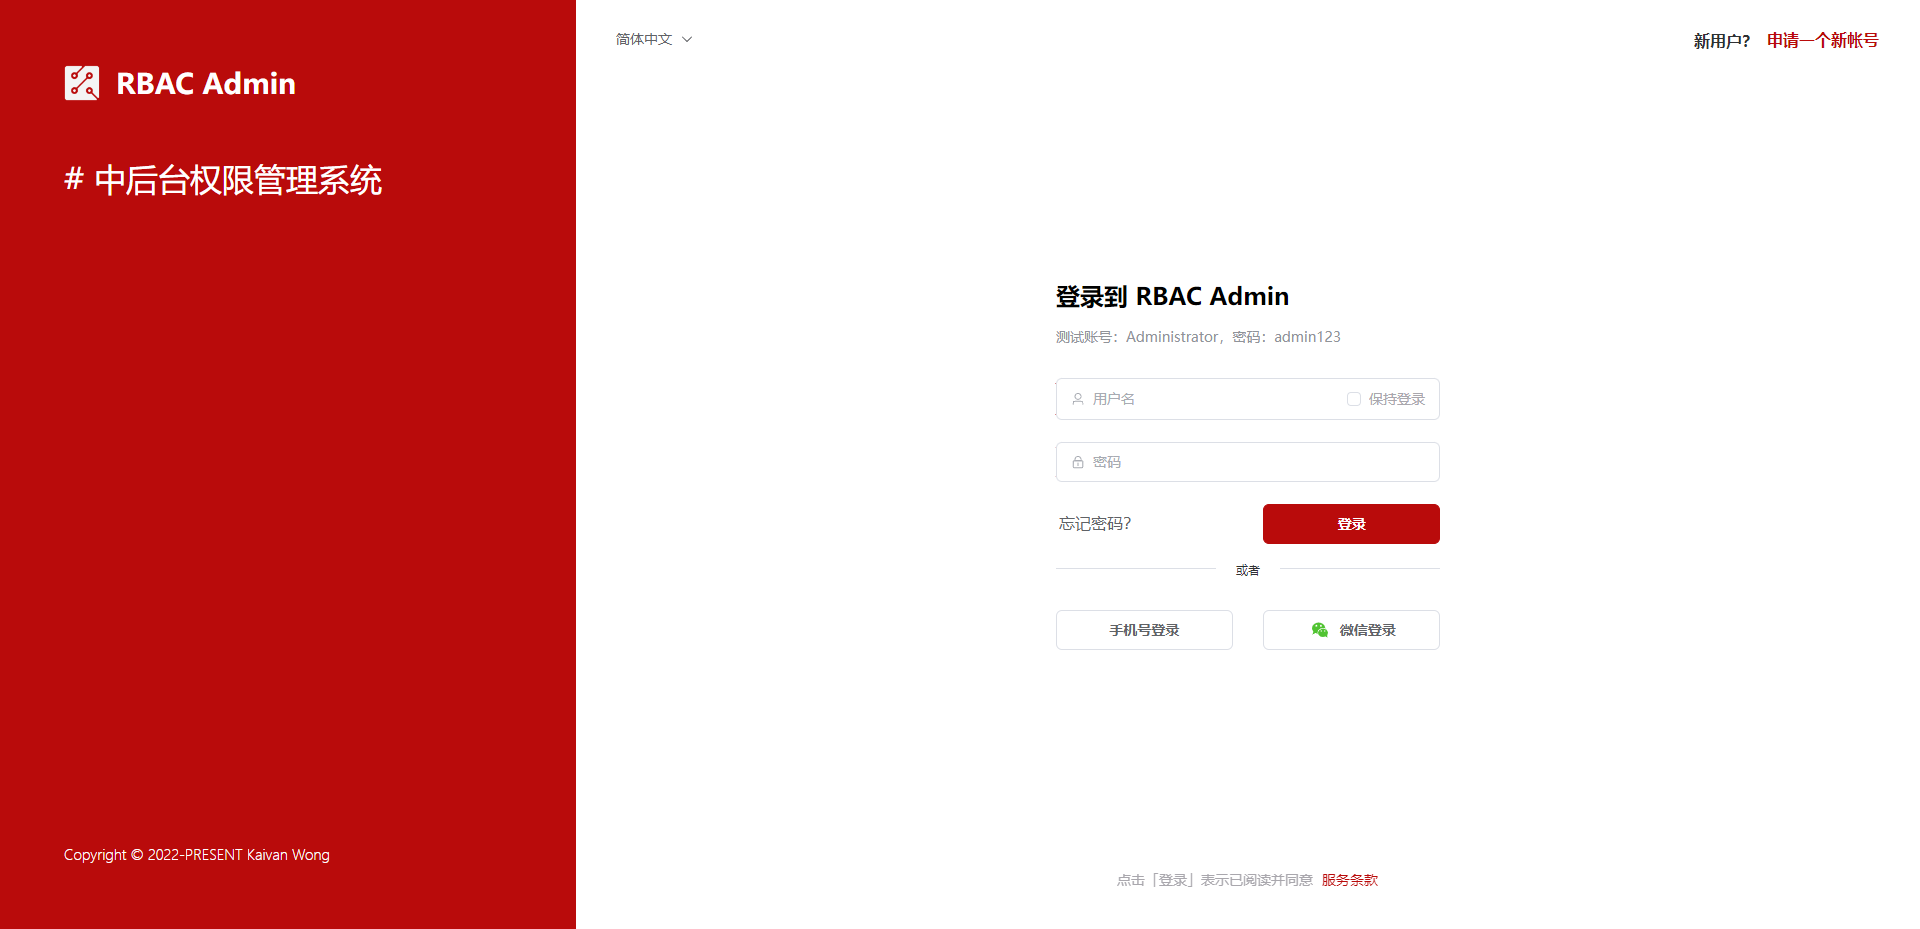 RBAC Admin
# 中后台权限管理系统
Copyright © 2022-PRESENT Kaivan Wong
简体中文
新用户? 申请一个新帐号
登录到 RBAC Admin
测试账号：Administrator，密码：admin123
用户名 保持登录
密码
忘记密码? 登录
或者
手机号登录 微信登录
点击「登录」表示已阅读并同意 服务条款